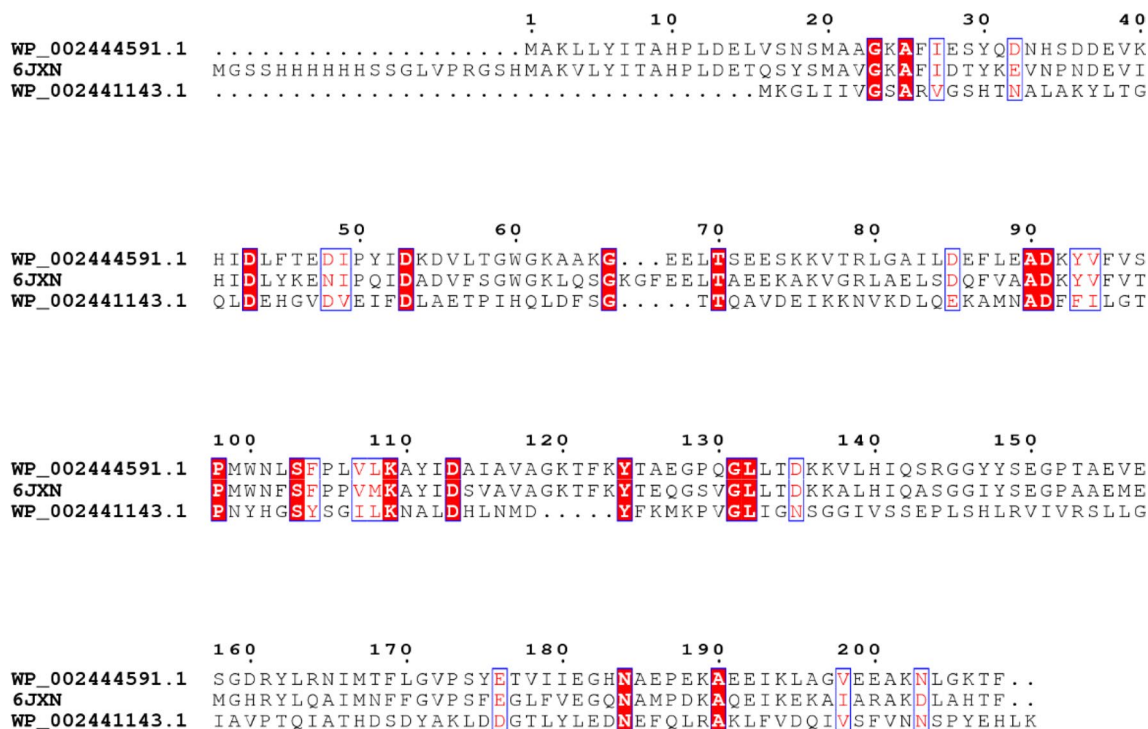 1 10 20 30 40
WP_002444591.1 ....................MAKLLYITAHPLDELVSNSMAAGKAFIESYQDNHSDDEVK
6JXN MGSSHHHHHHSSGLVPRGSHMAKVLYITAHPLDETQSYSMAVGKAFIDTYKEVNPNDEVI
WP_002441143.1 ...................................MKGLIIVGSARVGSHTNALAKYLTG
50 60 70 80 90
WP_002444591.1 HIDLFTEDIPYIDKDVLTGWGKAAKG...EELTSEESKKVTRLGAILDEFLEADKYVFVS
6JXN HIDLYKENIPQIDADVFSGWGKLQSGKGFEELTAEEKAKVGRLAELSDQFVAADKYVFVT
WP_002441143.1 QLDEHGVDVEIFDLAETPIHQLDFSG.....TTQAVDEIKKNVKDLQEKAMNADFFILGT
100 110 120 130 140 150
WP_002444591.1 PMWNLSFPLVLKAYIDAIAVAGKTFKYTAEGPQGLLTDKKVLHIQSRGGYYSEGPTAEVE
6JXN PMWNFSFPPVMKAYIDSVAVAGKTFKYTEQGSVGLLTDKKALHIQASGGIYSEGPAAEME
WP_002441143.1 PNYHGSYSGILKNALDHLNMD.....YFKMKPVGLIGNSGGIVSSEPLSHLRVIVRSLLG
160 170 180 190 200
WP_002444591.1 SGDRYLRNIMTFLGVPSYETVIIEGHNAEPEKAEEIKLAGVEEAKNLGKTF..
6JXN MGHRYLQAIMNFFGVPSFEGLFVEGQNAMPDKAQEIKEKAIARAKDLAHTF..
WP_002441143.1 IAVPTQIATHDSDYAKLDDGTLYLEDNEFQLRAKLFVDQIVSFVNNSPYEHLK